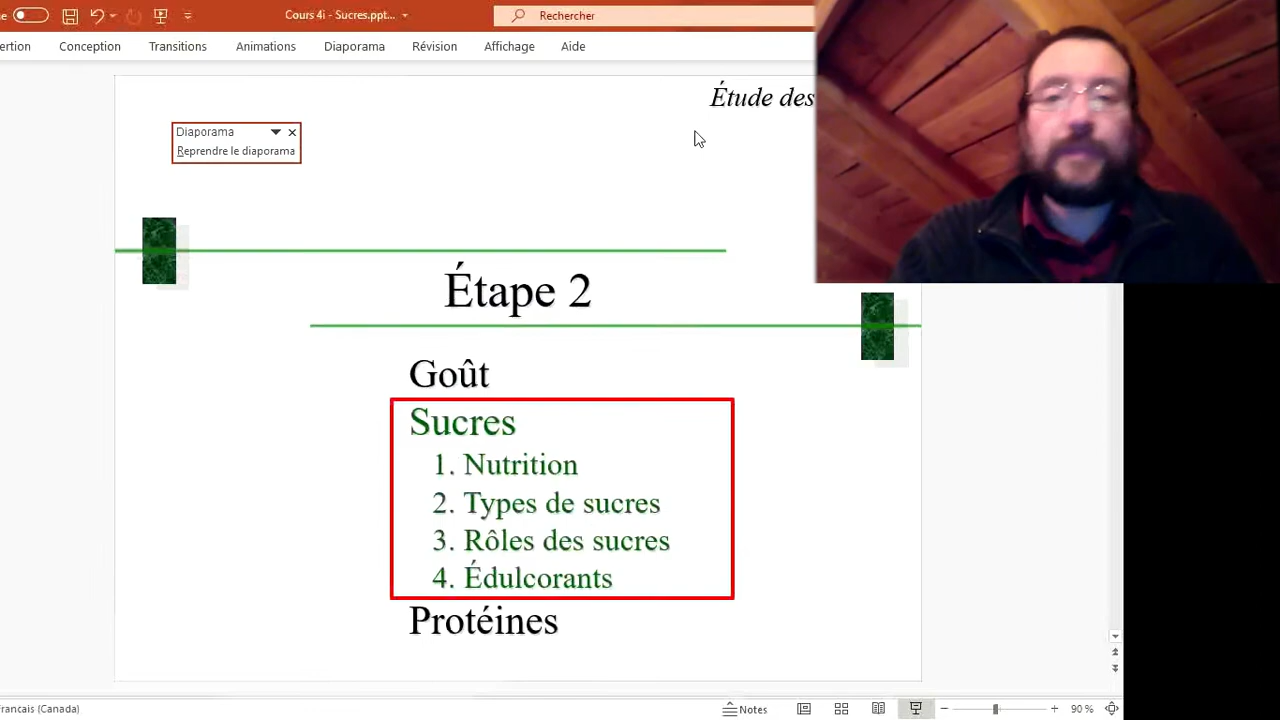 Cours 4i - Sucres.ppt...
Rechercher
Conception
Transitions
Animations
Diaporama
Révision
Affichage
Aide
Étude des
Diaporama
Reprendre le diaporama
Étape 2
Goût
Sucres
1. Nutrition
2. Types de sucres
3. Rôles des sucres
4. Édulcorants
Protéines
(Canada)
Notes
90 %